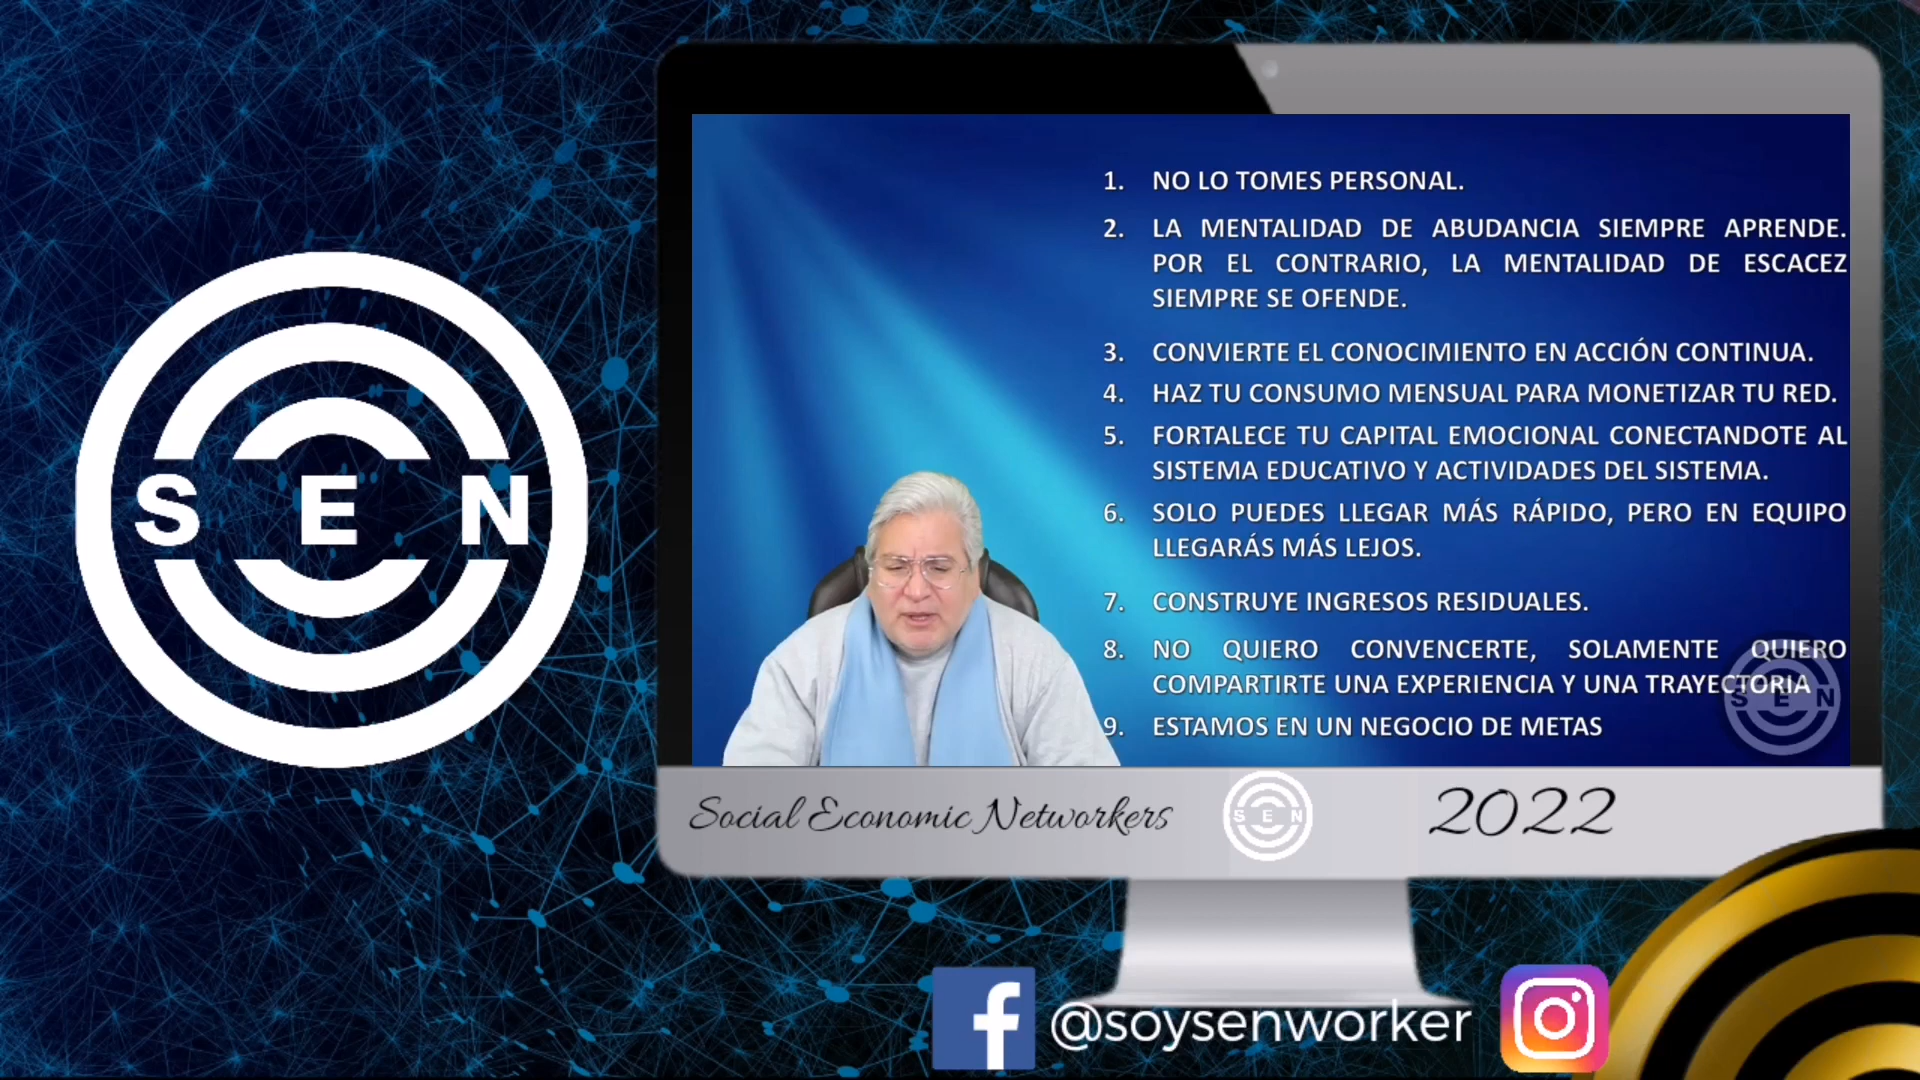 S E N
1. NO LO TOMES PERSONAL.
2. LA MENTALIDAD DE ABUDANCIA SIEMPRE APRENDE.
POR EL CONTRARIO, LA MENTALIDAD DE ESCACEZ
SIEMPRE SE OFENDE.
3. CONVIERTE EL CONOCIMIENTO EN ACCIÓN CONTINUA.
4. HAZ TU CONSUMO MENSUAL PARA MONETIZAR TU RED.
5. FORTALECE TU CAPITAL EMOCIONAL CONECTANDOTE AL
SISTEMA EDUCATIVO Y ACTIVIDADES DEL SISTEMA.
6. SOLO PUEDES LLEGAR MÁS RÁPIDO, PERO EN EQUIPO
LLEGARÁS MÁS LEJOS.
7. CONSTRUYE INGRESOS RESIDUALES.
8. NO QUIERO CONVENCERTE, SOLAMENTE QUIERO
COMPARTIRTE UNA EXPERIENCIA Y UNA TRAYECTORIA
9. ESTAMOS EN UN NEGOCIO DE METAS
S E N
Social Economic Networkers
S E N
2022
@soysenworker